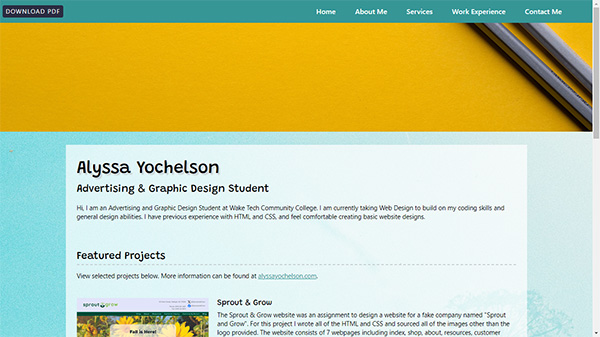 DOWNLOAD PDF
Home About Me Services Work Experience Contact Me
Alyssa Yochelson
Advertising & Graphic Design Student
Hi, I am an Advertising and Graphic Design Student at Wake Tech Community College. I am currently taking Web Design to build on my coding skills and
general design abilities. I have previous experience with HTML and CSS, and feel comfortable creating basic website designs.
Featured Projects
View selected projects below. More information can be found at alyssayochelson.com.
sprout grow
Fall is Here!
Sprout & Grow
The Sprout & Grow website was an assignment to design a website for a fake company named "Sprout
and Grow". For this project I wrote all of the HTML and CSS and sourced all of the images other than the
logo provided. The website consists of 7 webpages including index, shop, about, resources, customer